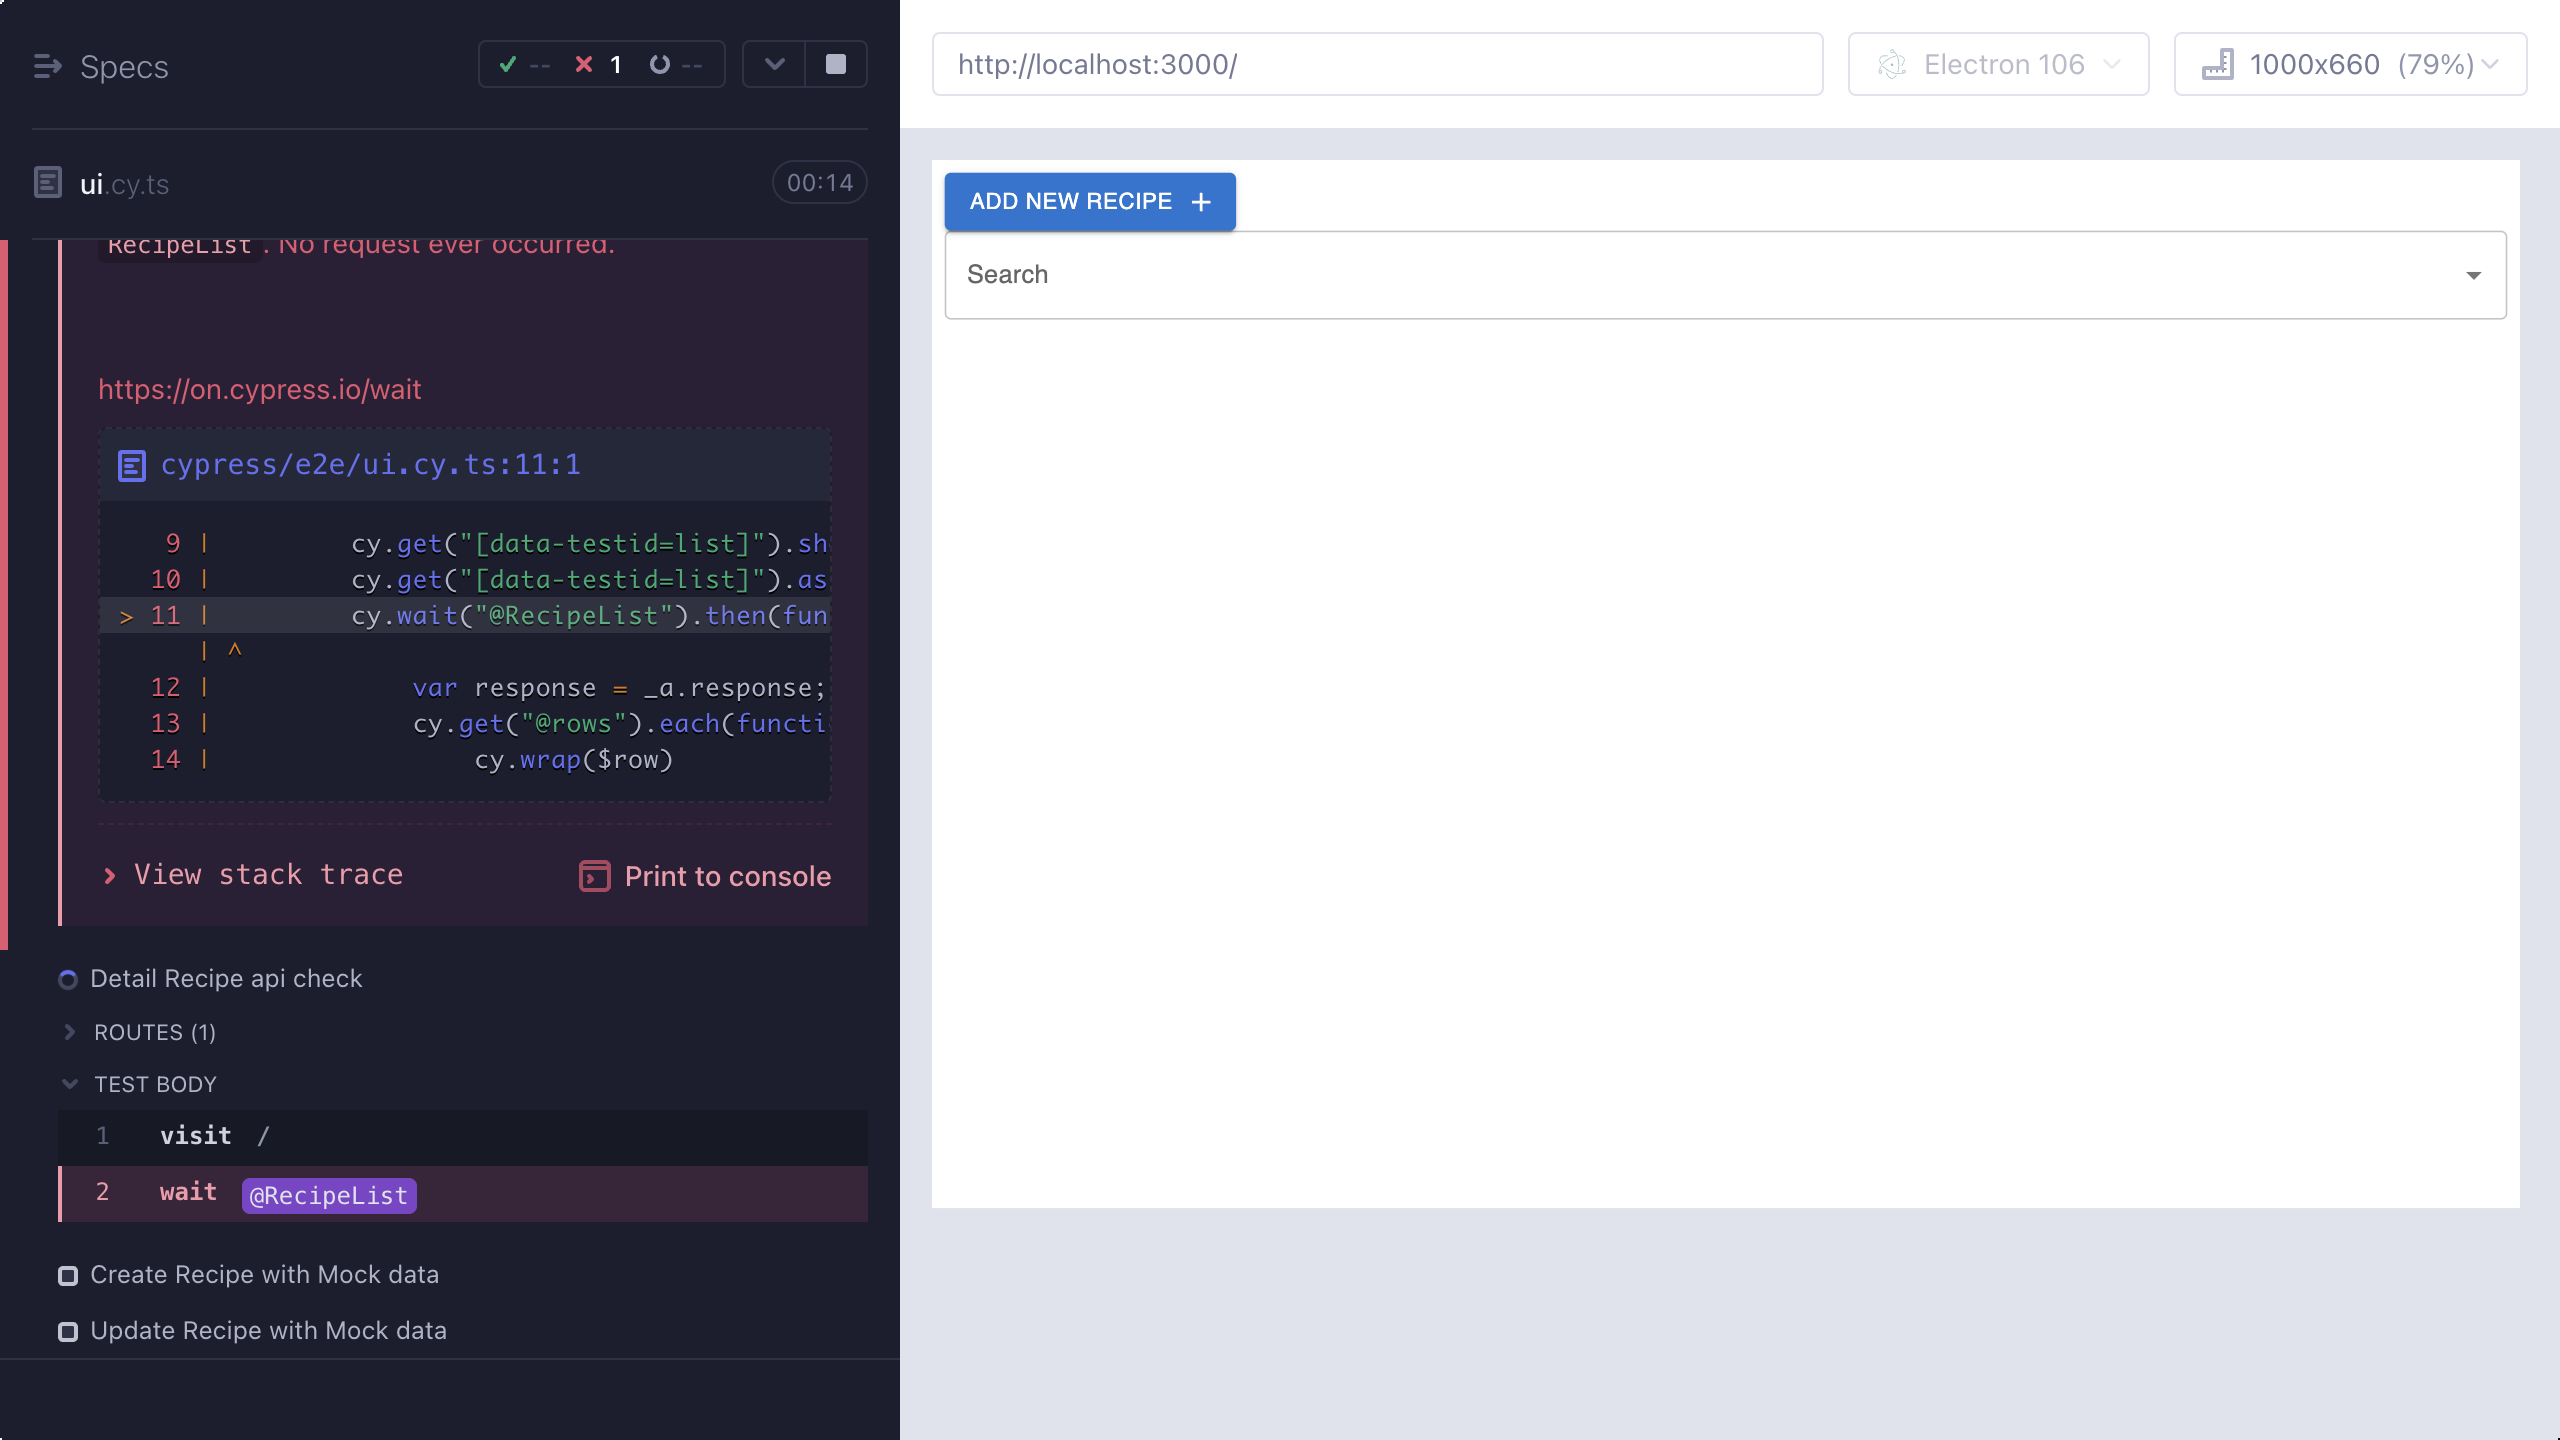 Specs
-- 1 --
ui.cy.ts
00:14
RecipeList. No request ever occurred.
https://on.cypress.io/wait
cypress/e2e/ui.cy.ts:11:1
9 | cy.get("[data-testid=list]").sh
10 | cy.get("[data-testid=list]").as
> 11 | cy.wait("@RecipeList").then(fun
| ^
12 | var response = _a.response;
13 | cy.get("@rows").each(functi
14 | cy.wrap($row)
View stack trace
Print to console
Detail Recipe api check
ROUTES (1)
TEST BODY
1 visit /
2 wait @RecipeList
Create Recipe with Mock data
Update Recipe with Mock data
http://localhost:3000/
Electron 106
1000x660 (79%)
ADD NEW RECIPE +
Search